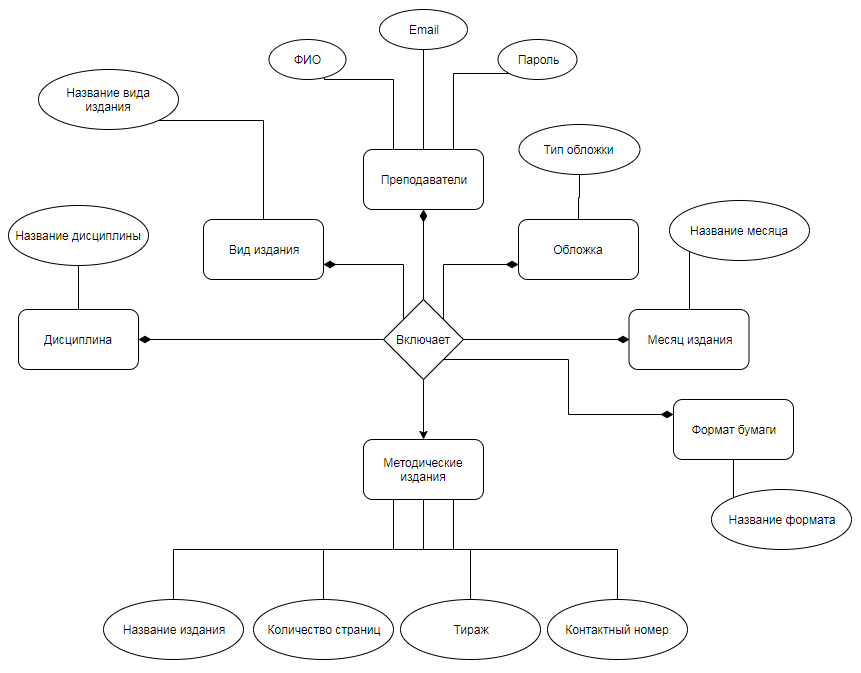 Email
ФИО
Пароль
Название вида
издания
Тип обложки
Преподаватели
Название дисциплины
Вид издания
Обложка
Название месяца
Дисциплина
Включает
Месяц издания
Формат бумаги
Методические
издания
Название формата
Название издания
Количество страниц
Тираж
Контактный номер